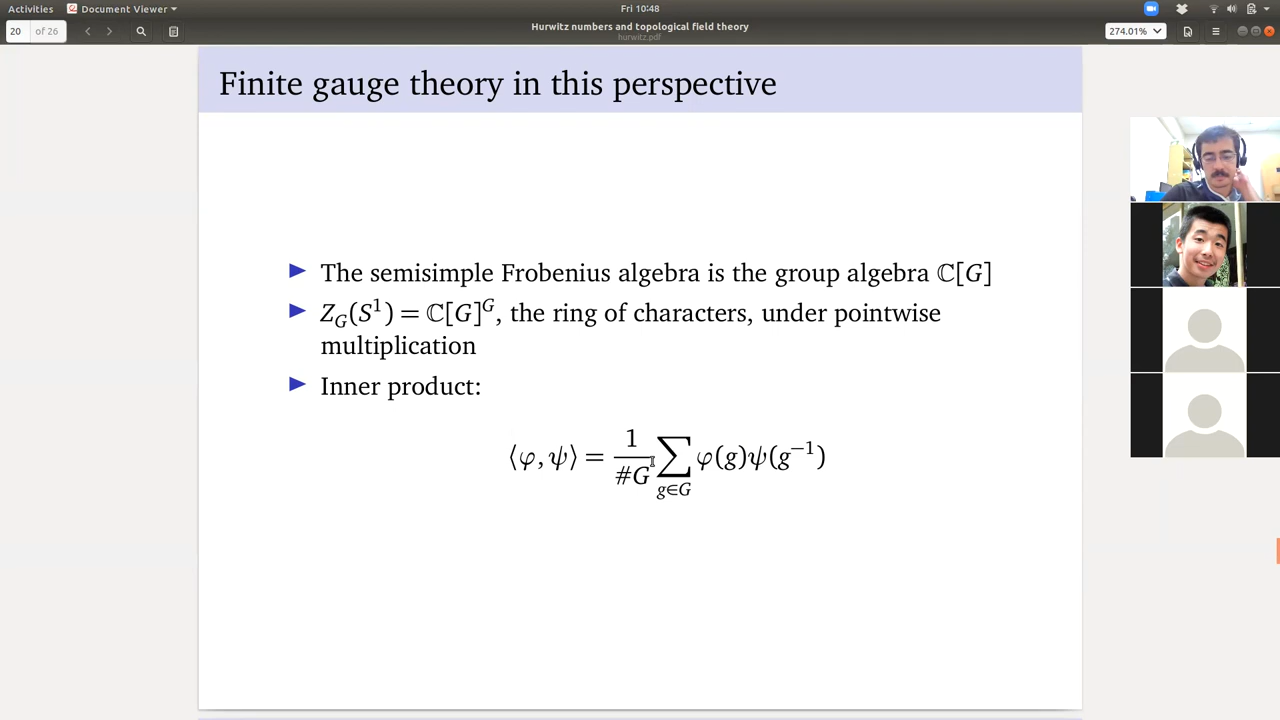 Activities
Document Viewer
Fri 10:48
20 of 26
Hurwitz numbers and topological field theory
hurwitz.pdf
274.01%
Finite gauge theory in this perspective
▶ The semisimple Frobenius algebra is the group algebra ℂ[G]
▶ Z_G(S¹) = ℂ[G]^G, the ring of characters, under pointwise
multiplication
▶ Inner product:
⟨φ, ψ⟩ = 1/#G ∑_{g∈G} φ(g)ψ(g⁻¹)